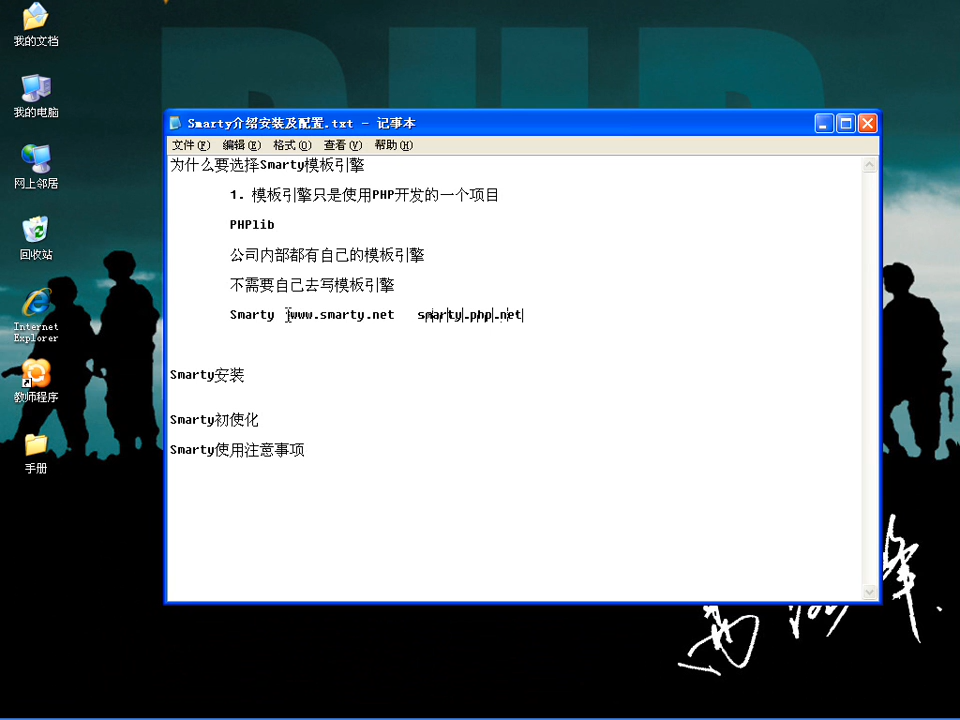 PHP
我的文档
我的电脑
网上邻居
回收站
Internet
Explorer
教师程序
手册
Smarty介绍安装及配置.txt - 记事本
文件(F) 编辑(E) 格式(O) 查看(V) 帮助(H)
为什么要选择Smarty模板引擎
1. 模板引擎只是使用PHP开发的一个项目
PHPlib
公司内部都有自己的模板引擎
不需要自己去写模板引擎
Smarty www.smarty.net smarty.php.net
Smarty安装
Smarty初使化
Smarty使用注意事项